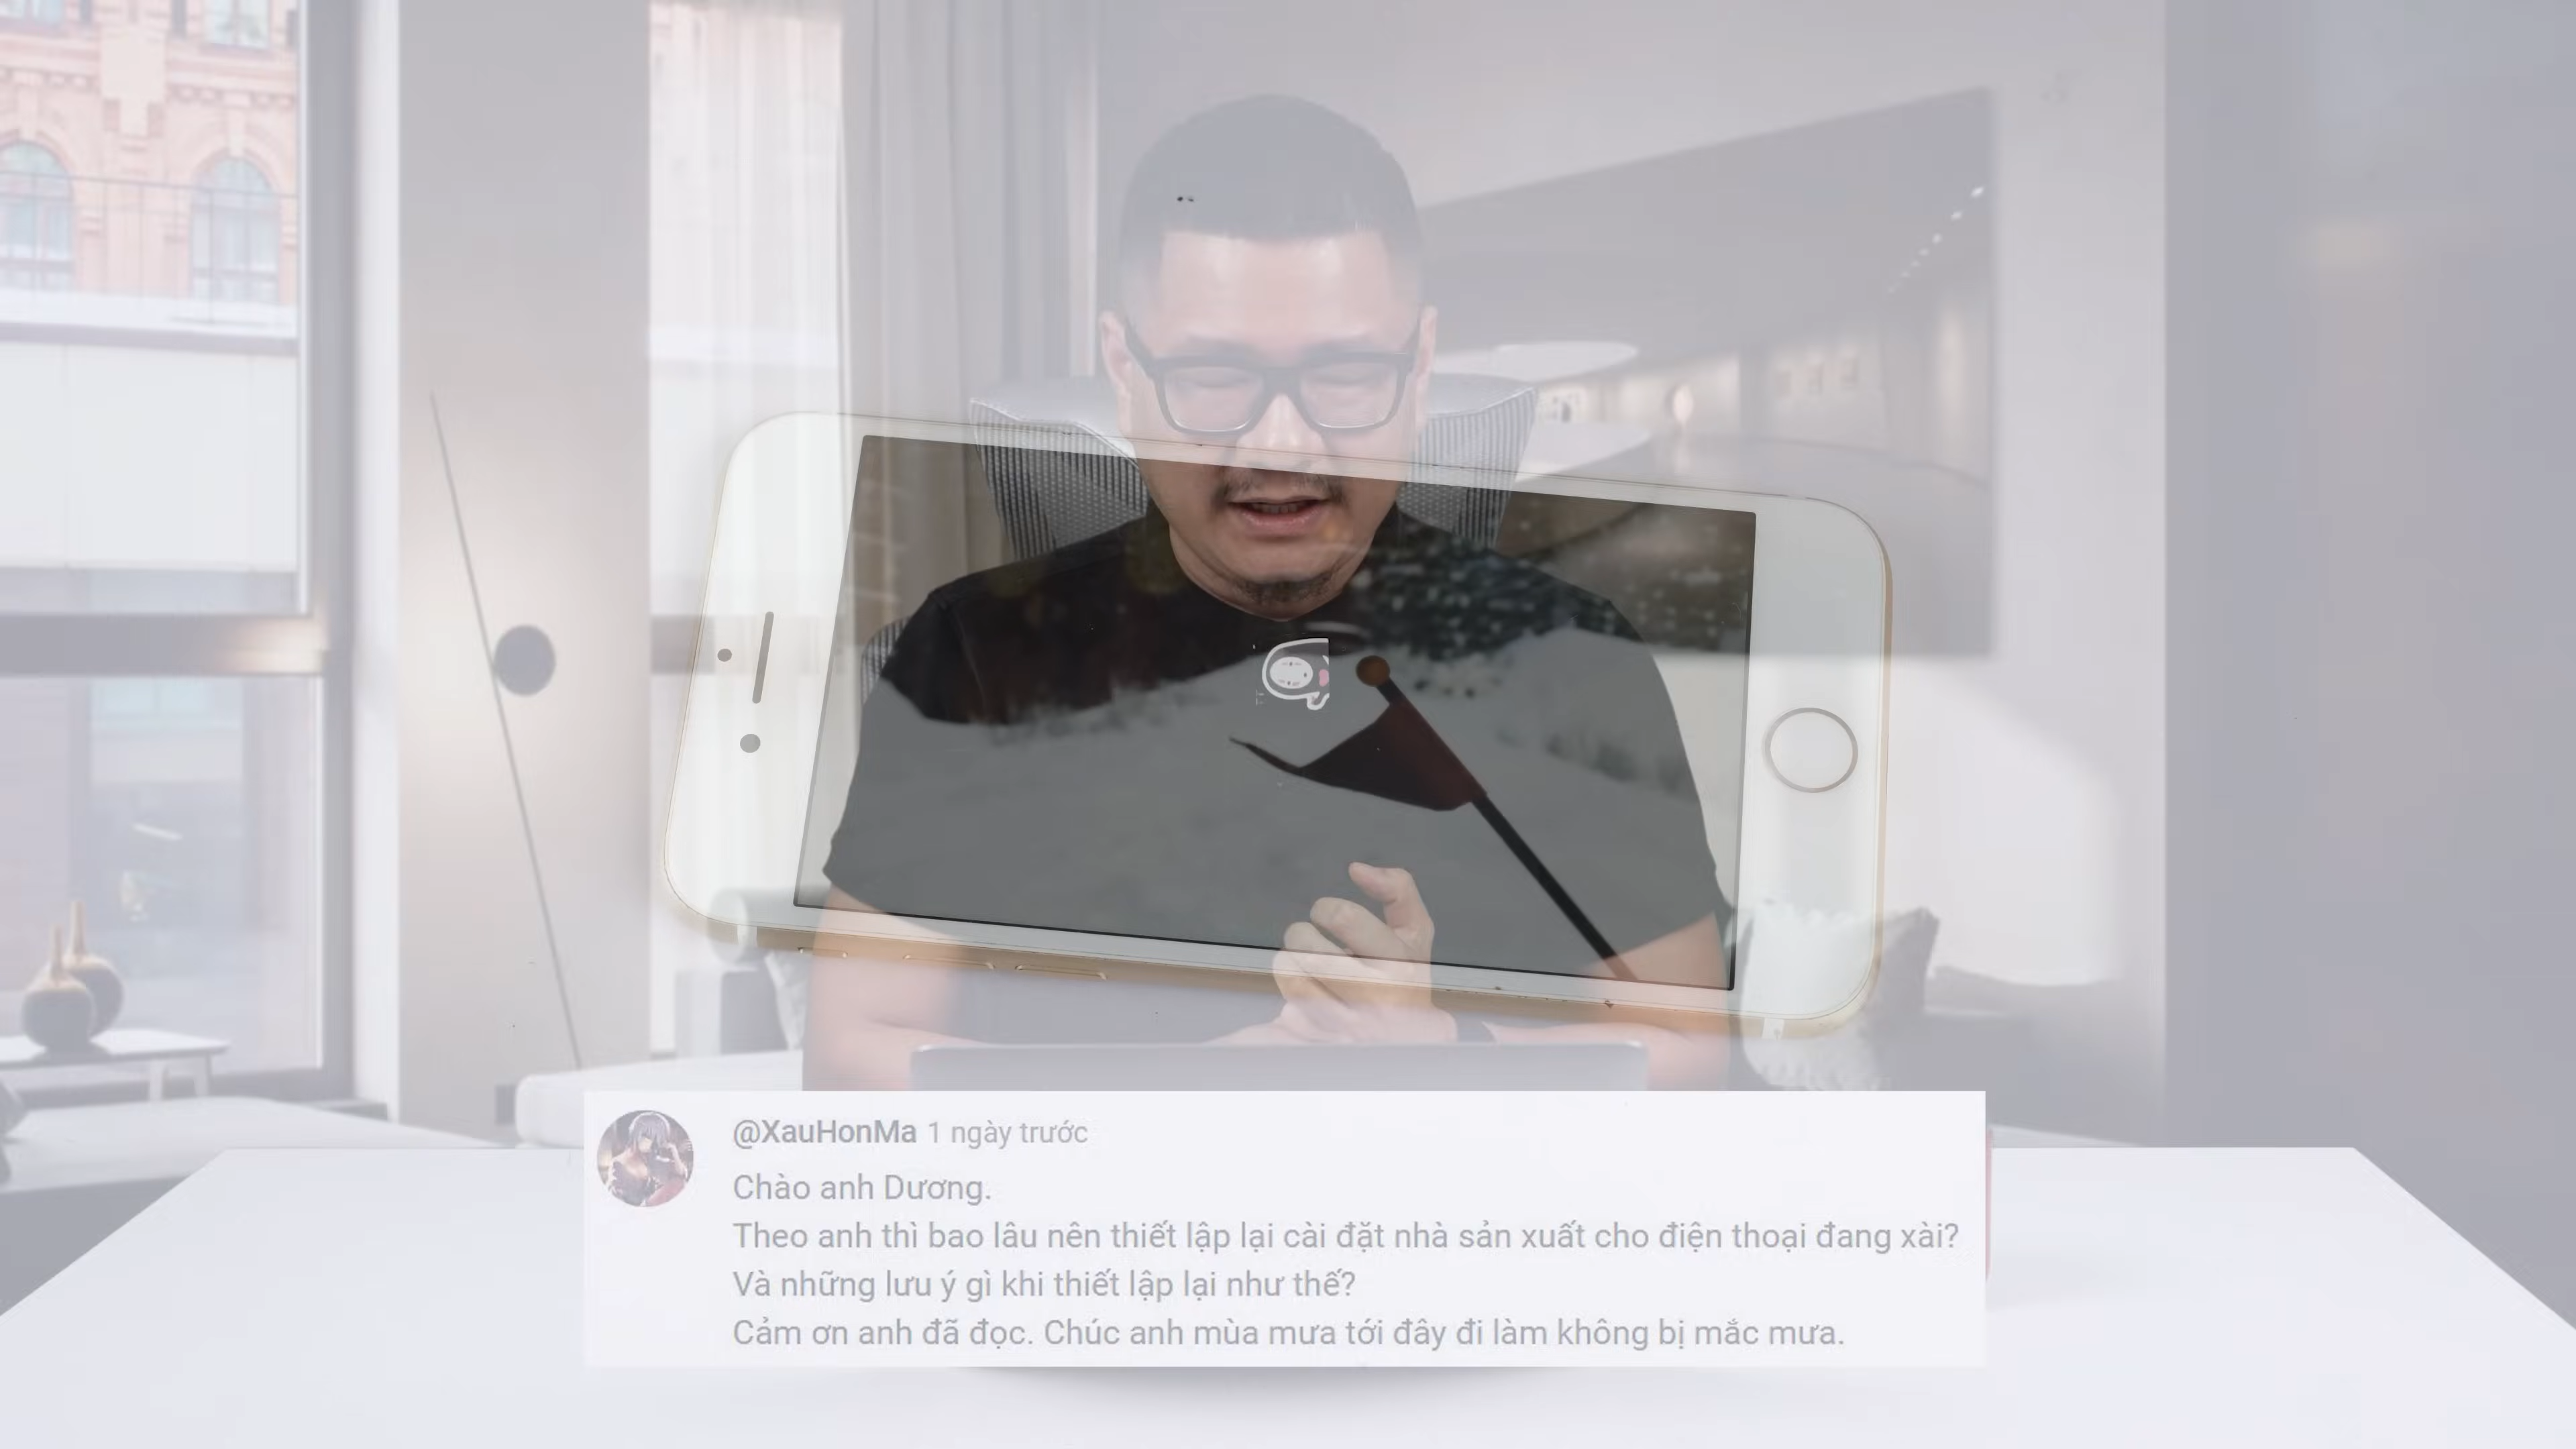 @XauHonMa 1 ngày trước
Chào anh Dương.
Theo anh thì bao lâu nên thiết lập lại cài đặt nhà sản xuất cho điện thoại đang xài?
Và những lưu ý gì khi thiết lập lại như thế?
Cảm ơn anh đã đọc. Chúc anh mùa mưa tới đây đi làm không bị mắc mưa.